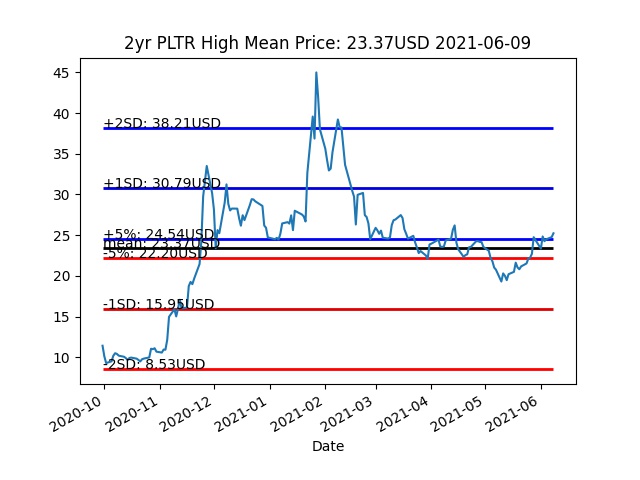 2yr PLTR High Mean Price: 23.37USD 2021-06-09
45
40
35
30
25
20
15
10
+2SD: 38.21USD
+1SD: 30.79USD
+5%: 24.54USD
mean: 23.37USD
-5%: 22.20USD
-1SD: 15.95USD
-2SD: 8.53USD
2020-10
2020-11
2020-12
2021-01
2021-02
2021-03
2021-04
2021-05
2021-06
Date